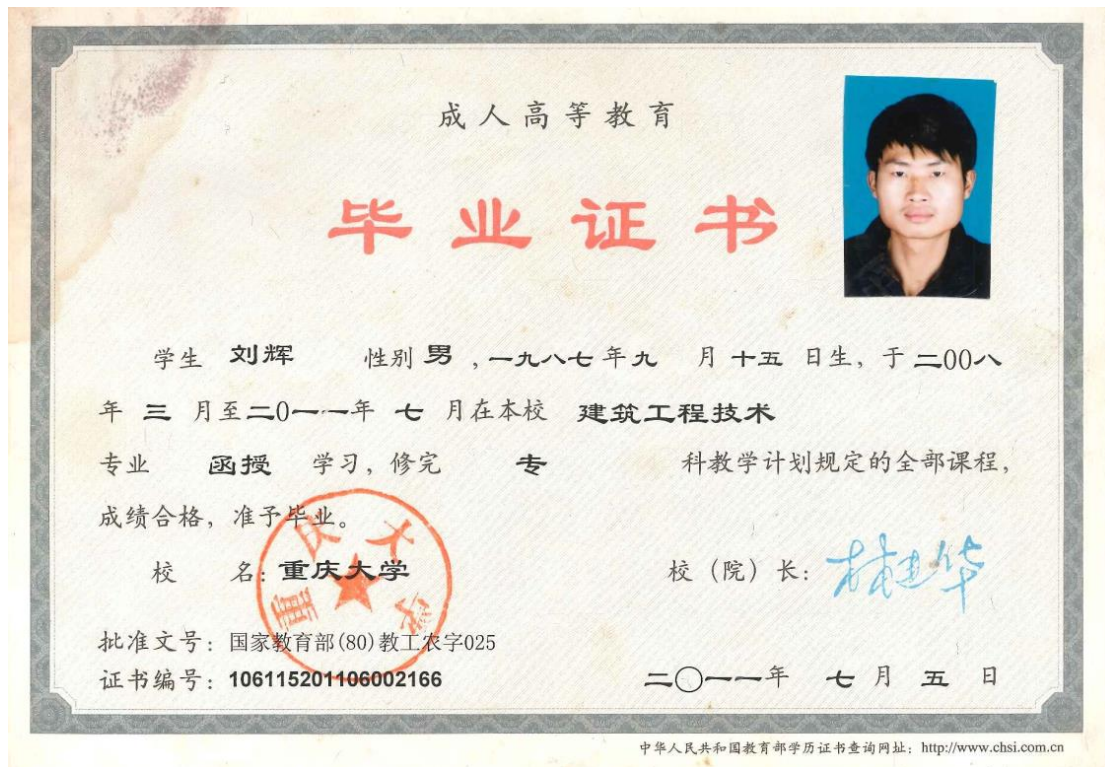 成人高等教育
毕业证书
学生 刘辉 性别 男 ，一九八七 年 九 月 十五 日生，于 二00八
年 三 月至 二0一一 年 七 月在本校 建筑工程技术
专业 函授 学习，修完 专 科教学计划规定的全部课程，
成绩合格，准予毕业。
校 名：重庆大学
重庆大学
校（院）长：林建华
批准文号：国家教育部(80)教工农字025
证书编号：106115201106002166
二〇一一年 七 月 五 日
中华人民共和国教育部学历证书查询网址：http://www.chsi.com.cn